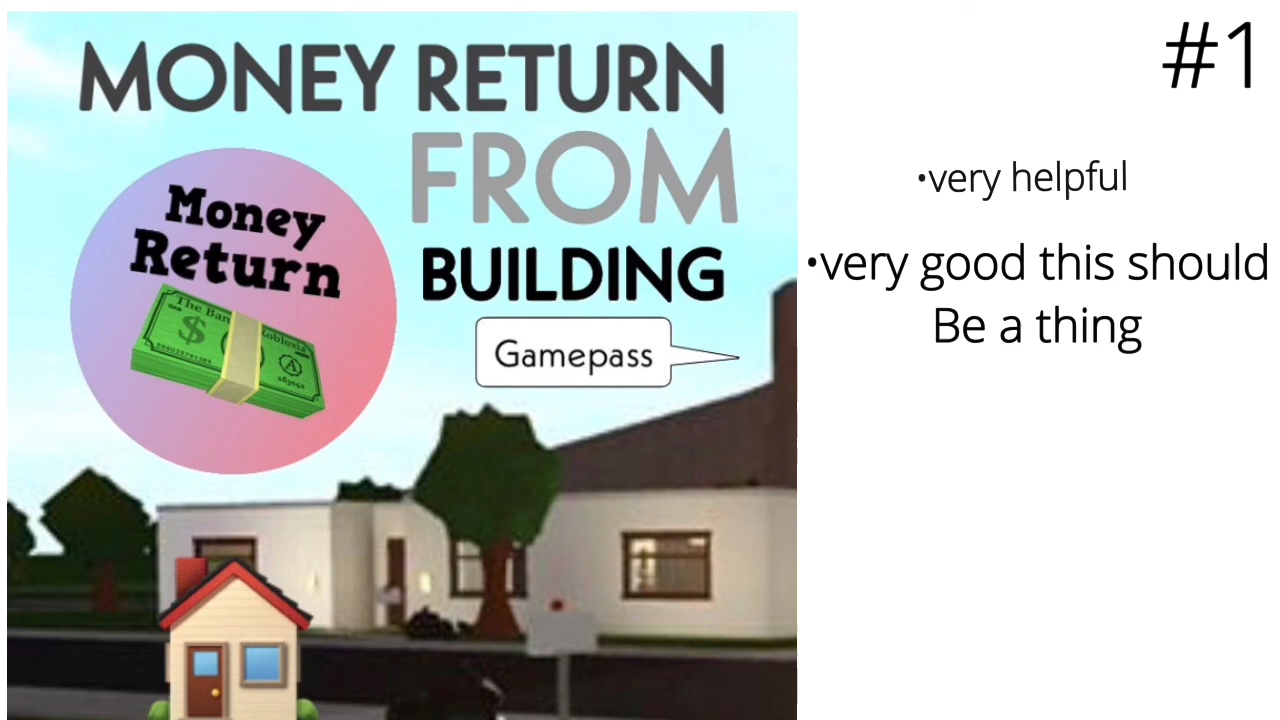 MONEY RETURN
FROM
BUILDING
Gamepass
Money
Return
$
A
#1
•very helpful
•very good this should
Be a thing